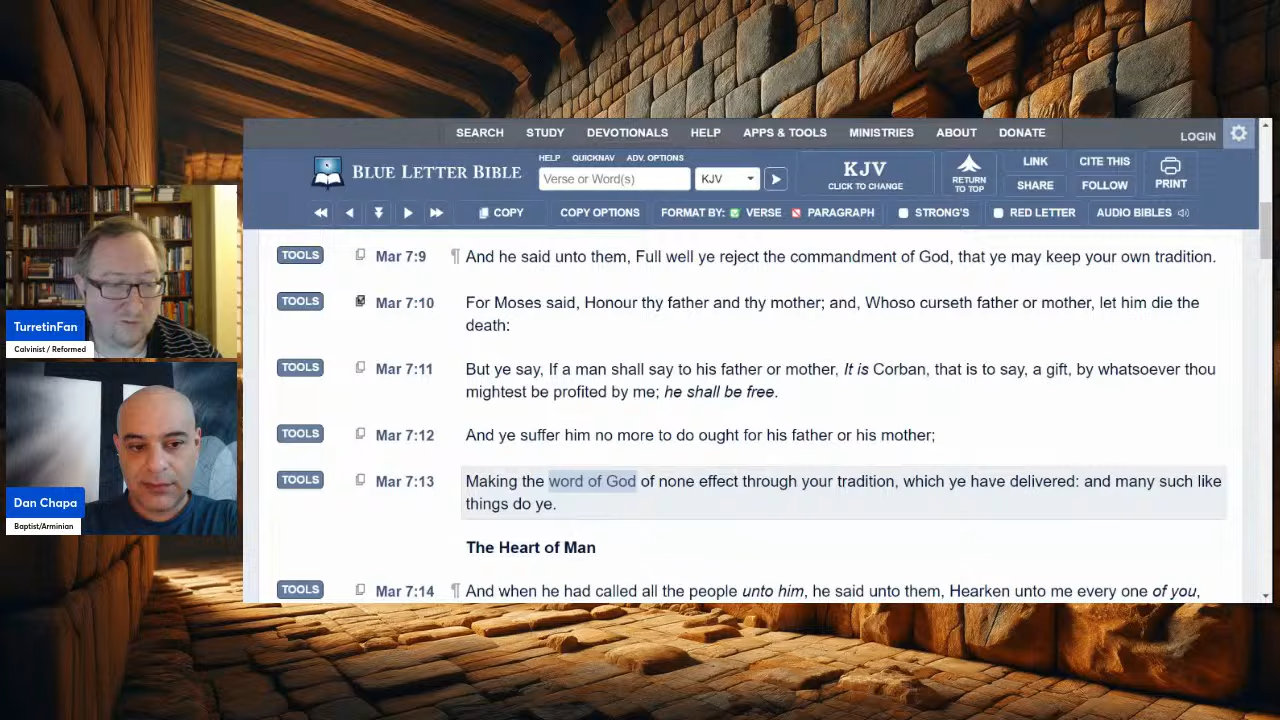 SEARCH STUDY DEVOTIONALS HELP APPS & TOOLS MINISTRIES ABOUT DONATE LOGIN
BLUE LETTER BIBLE
HELP QUICKNAV ADV. OPTIONS
Verse or Word(s) KJV
KJV
CLICK TO CHANGE
RETURN
TO TOP
LINK CITE THIS
SHARE FOLLOW
PRINT
COPY COPY OPTIONS FORMAT BY: VERSE PARAGRAPH STRONG'S RED LETTER AUDIO BIBLES
TOOLS Mar 7:9 ¶ And he said unto them, Full well ye reject the commandment of God, that ye may keep your own tradition.
TOOLS Mar 7:10 For Moses said, Honour thy father and thy mother; and, Whoso curseth father or mother, let him die the
death:
TOOLS Mar 7:11 But ye say, If a man shall say to his father or mother, It is Corban, that is to say, a gift, by whatsoever thou
mightest be profited by me; he shall be free.
TOOLS Mar 7:12 And ye suffer him no more to do ought for his father or his mother;
TOOLS Mar 7:13 Making the word of God of none effect through your tradition, which ye have delivered: and many such like
things do ye.
The Heart of Man
TOOLS Mar 7:14 ¶ And when he had called all the people unto him, he said unto them, Hearken unto me every one of you,
TurretinFan
Calvinist / Reformed
Dan Chapa
Baptist/Arminian